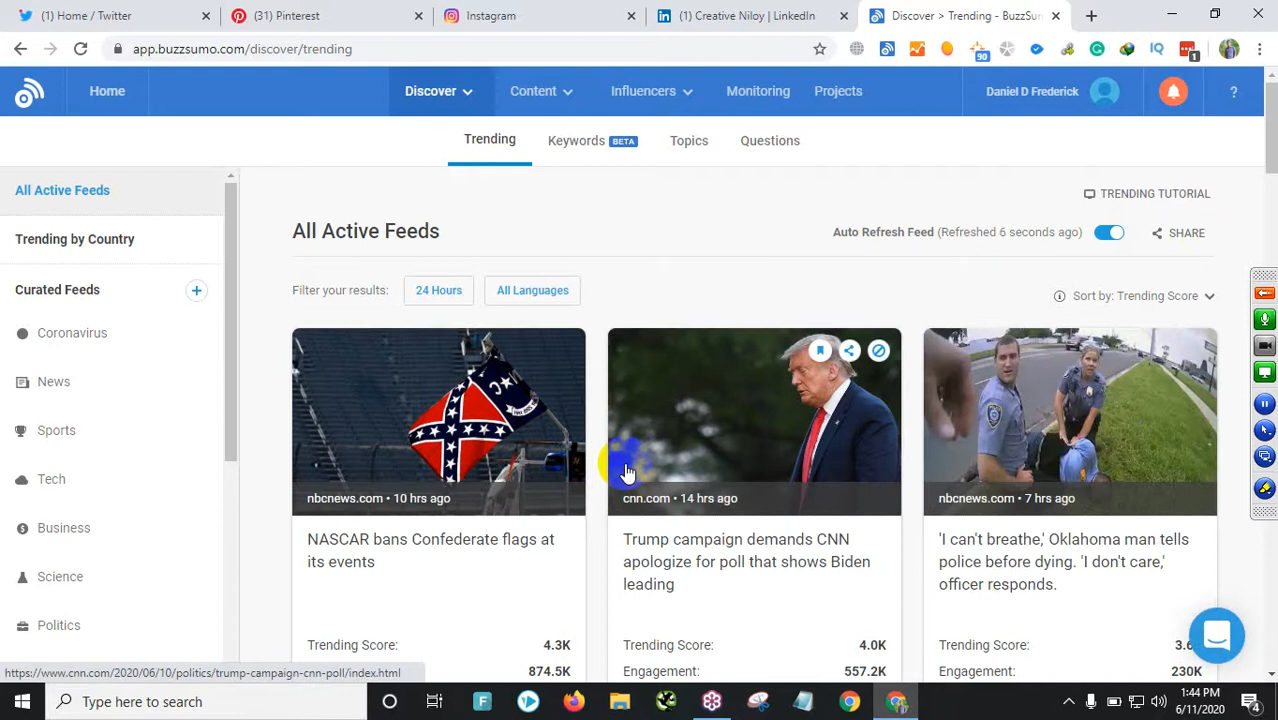 (1) Home / Twitter
(31) Pinterest
Instagram
(1) Creative Niloy | LinkedIn
Discover > Trending - BuzzSum
app.buzzsumo.com/discover/trending
90
IQ
1
Home
Discover
Content
Influencers
Monitoring
Projects
Daniel D Frederick
?
Trending
Keywords BETA
Topics
Questions
All Active Feeds
TRENDING TUTORIAL
Trending by Country
All Active Feeds
Auto Refresh Feed (Refreshed 6 seconds ago)
SHARE
Curated Feeds
Filter your results:
24 Hours
All Languages
Sort by: Trending Score
Coronavirus
News
Sports
Tech
Business
Science
Politics
nbcnews.com • 10 hrs ago
NASCAR bans Confederate flags at
its events
Trending Score:
4.3K
874.5K
cnn.com • 14 hrs ago
Trump campaign demands CNN
apologize for poll that shows Biden
leading
Trending Score:
4.0K
Engagement:
557.2K
nbcnews.com • 7 hrs ago
'I can't breathe,' Oklahoma man tells
police before dying. 'I don't care,'
officer responds.
Trending Score:
Engagement:
230K
https://www.cnn.com/2020/06/10/politics/trump-campaign-cnn-poll/index.html
Type here to search
F
1:44 PM
6/11/2020
4